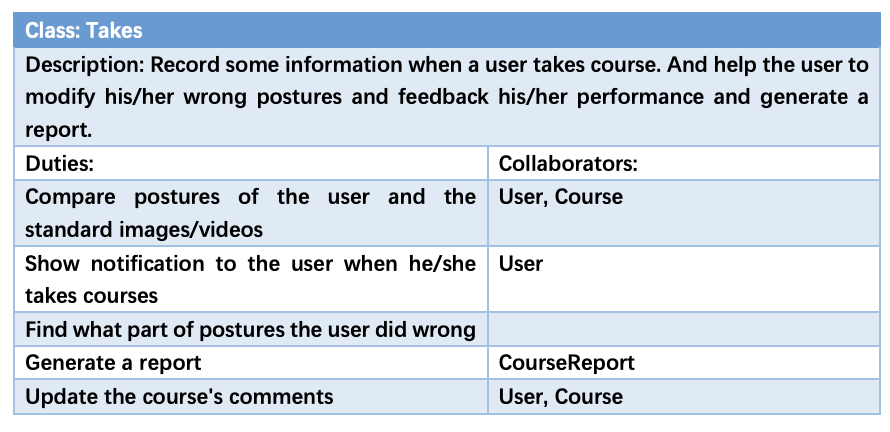 Class: Takes
Description: Record some information when a user takes course. And help the user to
modify his/her wrong postures and feedback his/her performance and generate a
report.
Duties:
Collaborators:
Compare postures of the user and the
standard images/videos
User, Course
Show notification to the user when he/she
takes courses
User
Find what part of postures the user did wrong
Generate a report
CourseReport
Update the course's comments
User, Course